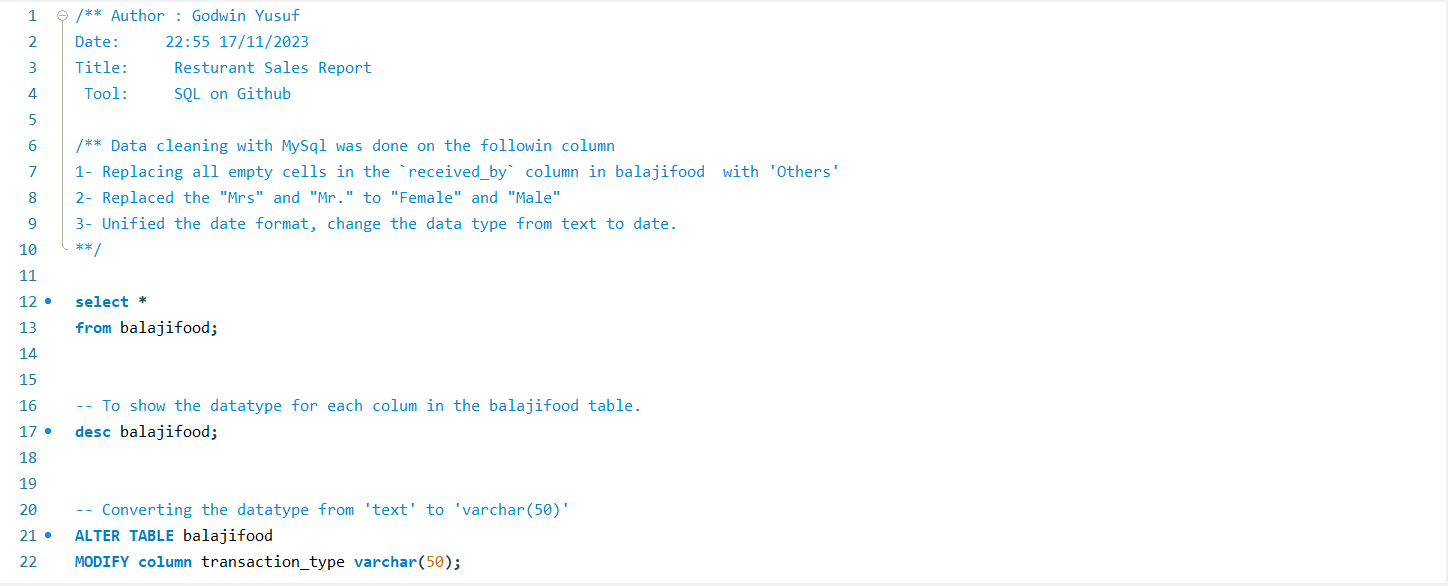 1 /** Author : Godwin Yusuf
2 Date:     22:55 17/11/2023
3 Title:     Resturant Sales Report
4  Tool:     SQL on Github
5
6 /** Data cleaning with MySql was done on the followin column
7 1- Replacing all empty cells in the `received_by` column in balajifood  with 'Others'
8 2- Replaced the "Mrs" and "Mr." to "Female" and "Male"
9 3- Unified the date format, change the data type from text to date.
10 **/
11
12 select *
13 from balajifood;
14
15
16 -- To show the datatype for each colum in the balajifood table.
17 desc balajifood;
18
19
20 -- Converting the datatype from 'text' to 'varchar(50)'
21 ALTER TABLE balajifood
22 MODIFY column transaction_type varchar(50);